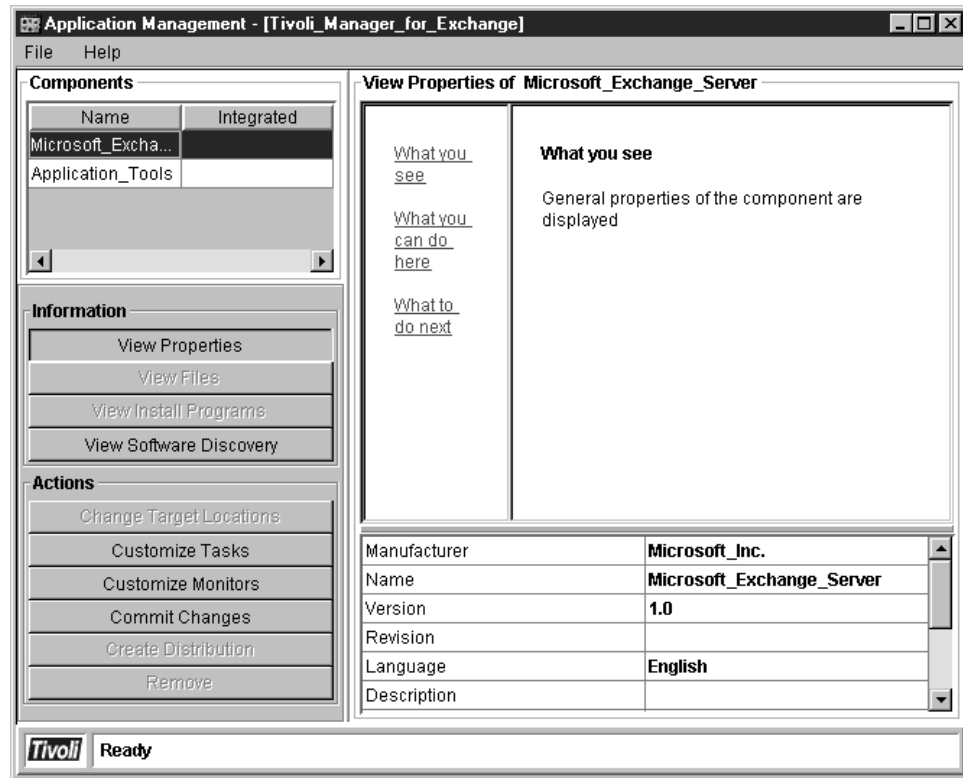 Application Management - [Tivoli_Manager_for_Exchange]
File Help
Components
Name Integrated
Microsoft_Excha...
Application_Tools
Information
View Properties
View Files
View Install Programs
View Software Discovery
Actions
Change Target Locations
Customize Tasks
Customize Monitors
Commit Changes
Create Distribution
Remove
View Properties of Microsoft_Exchange_Server
What you
see
What you
can do
here
What to
do next
What you see
General properties of the component are
displayed
Manufacturer Microsoft_Inc.
Name Microsoft_Exchange_Server
Version 1.0
Revision
Language English
Description
Tivoli Ready